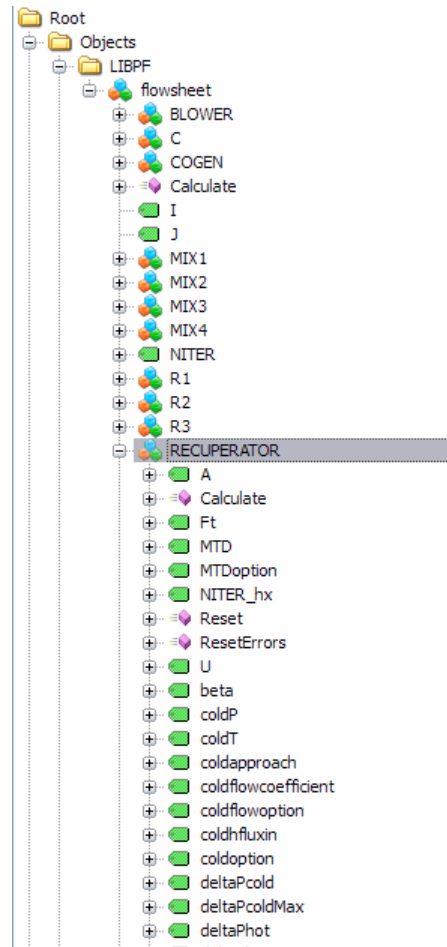 Root
Objects
LIBPF
flowsheet
BLOWER
C
COGEN
Calculate
I
J
MIX1
MIX2
MIX3
MIX4
NITER
R1
R2
R3
RECUPERATOR
A
Calculate
Ft
MTD
MTDoption
NITER_hx
Reset
ResetErrors
U
beta
coldP
coldT
coldapproach
coldflowcoefficient
coldflowoption
coldhfluxin
coldoption
deltaPcold
deltaPcoldMax
deltaPhot